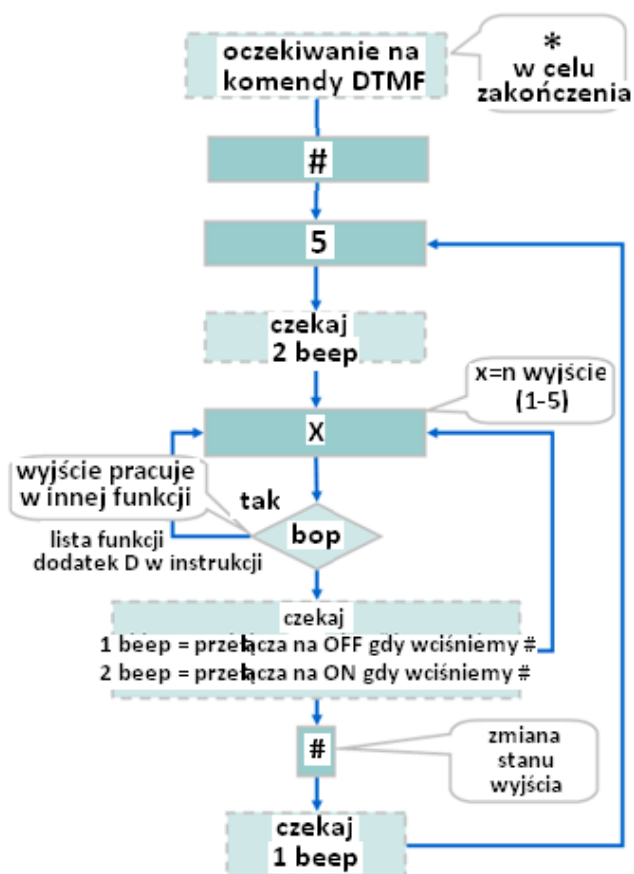 oczekiwanie na
komendy DTMF
*
w celu
zakończenia
#
5
czekaj
2 beep
x=n wyjście
(1-5)
X
wyjście pracuje
w innej funkcji
tak
bop
lista funkcji
dodatek D w instrukcji
czekaj
1 beep = przełącza na OFF gdy wciśniemy #
2 beep = przełącza na ON gdy wciśniemy #
#
zmiana
stanu
wyjścia
czekaj
1 beep